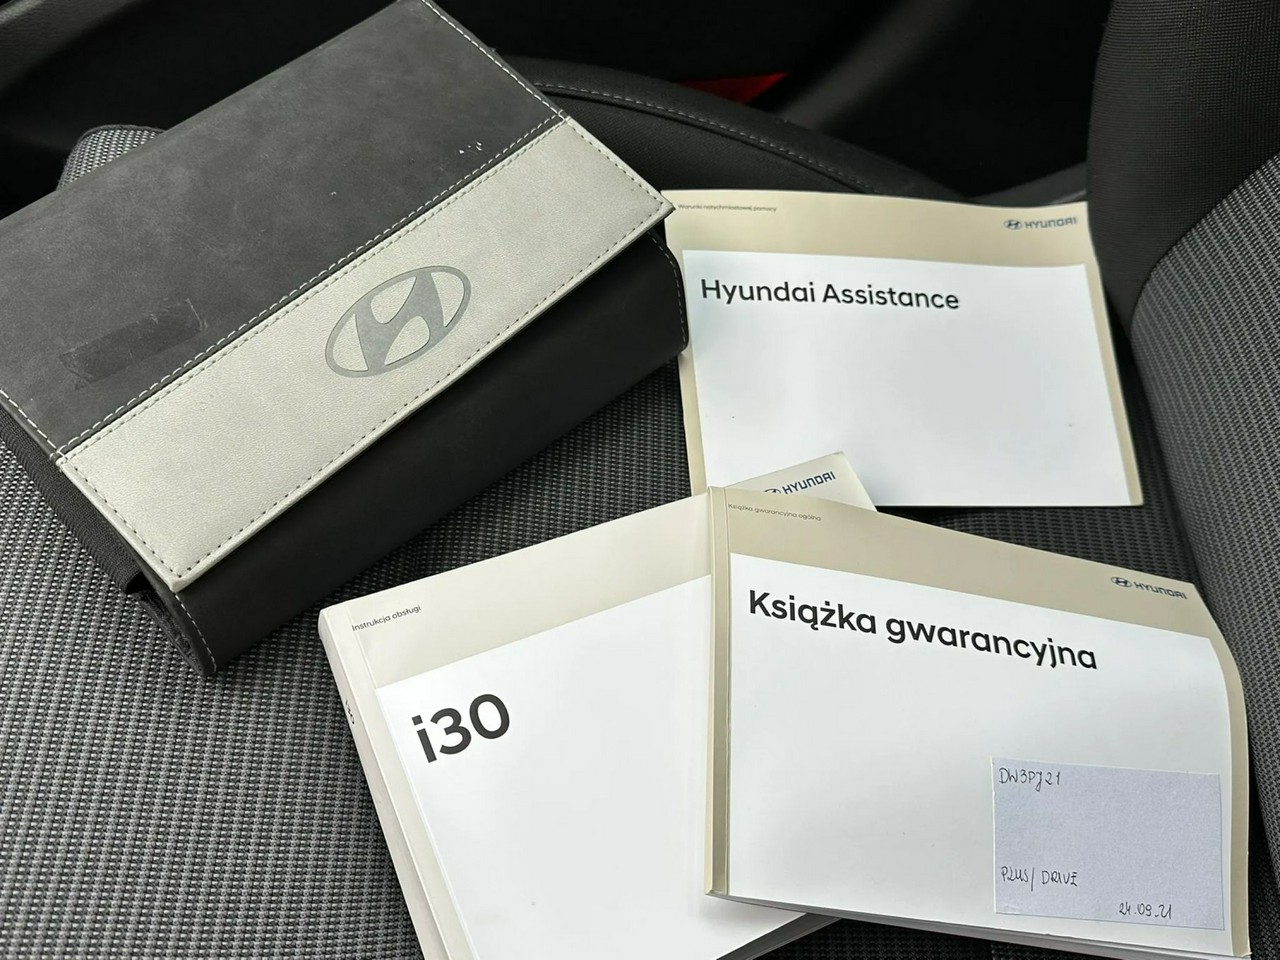 Warunki natychmiastowej pomocy
HYUNDAI
Hyundai Assistance
HYUNDAI
Instrukcja obsługi
i30
i30
Książka gwarancyjna ogólna
HYUNDAI
Książka gwarancyjna
DW3PJ21
PLUS/ DRIVE
24.09.21